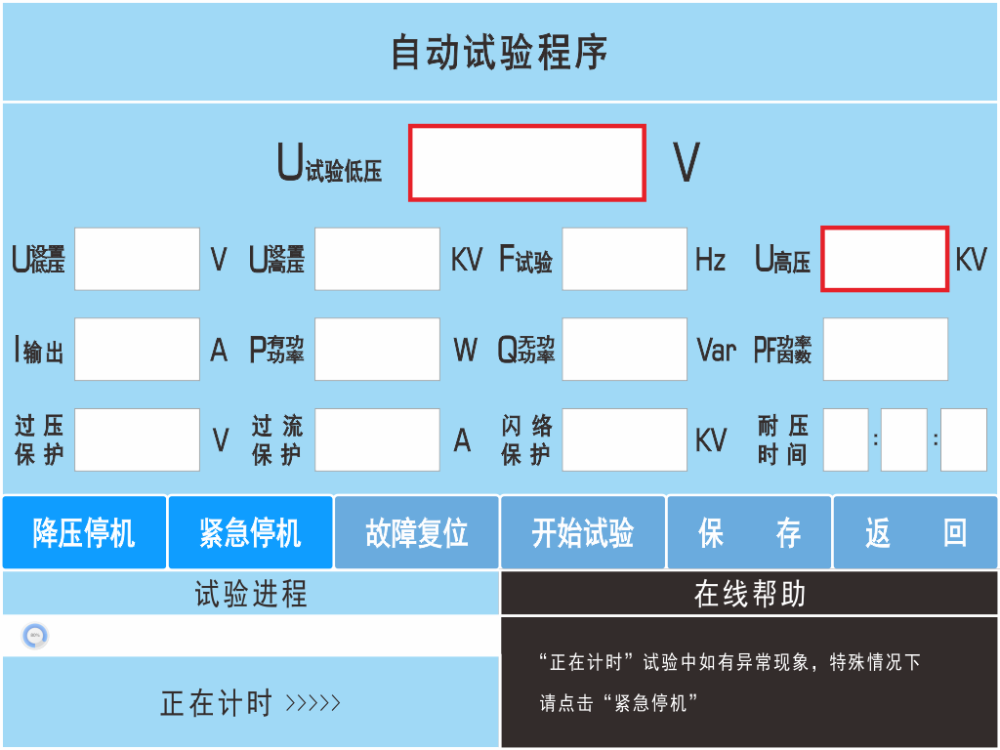 自动试验程序
U试验低压 V
U设置低压 V U设置高压 KV F试验 Hz U高压 KV
I输出 A P有功功率 W Q无功功率 Var PF功率因数
过压保护 V 过流保护 A 闪络保护 KV 耐压时间 : :
降压停机 紧急停机 故障复位 开始试验 保存 返回
试验进程
正在计时 >>>>>
在线帮助
“正在计时”试验中如有异常现象，特殊情况下
请点击“紧急停机”